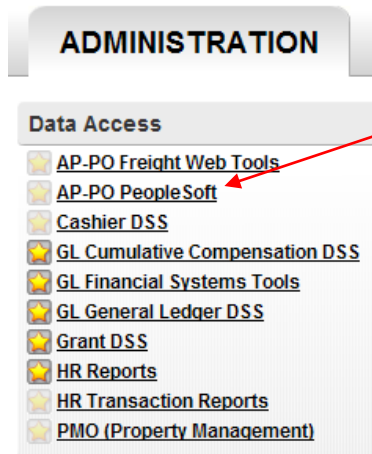 ADMINISTRATION
Data Access
AP-PO Freight Web Tools
AP-PO PeopleSoft
Cashier DSS
GL Cumulative Compensation DSS
GL Financial Systems Tools
GL General Ledger DSS
Grant DSS
HR Reports
HR Transaction Reports
PMO (Property Management)